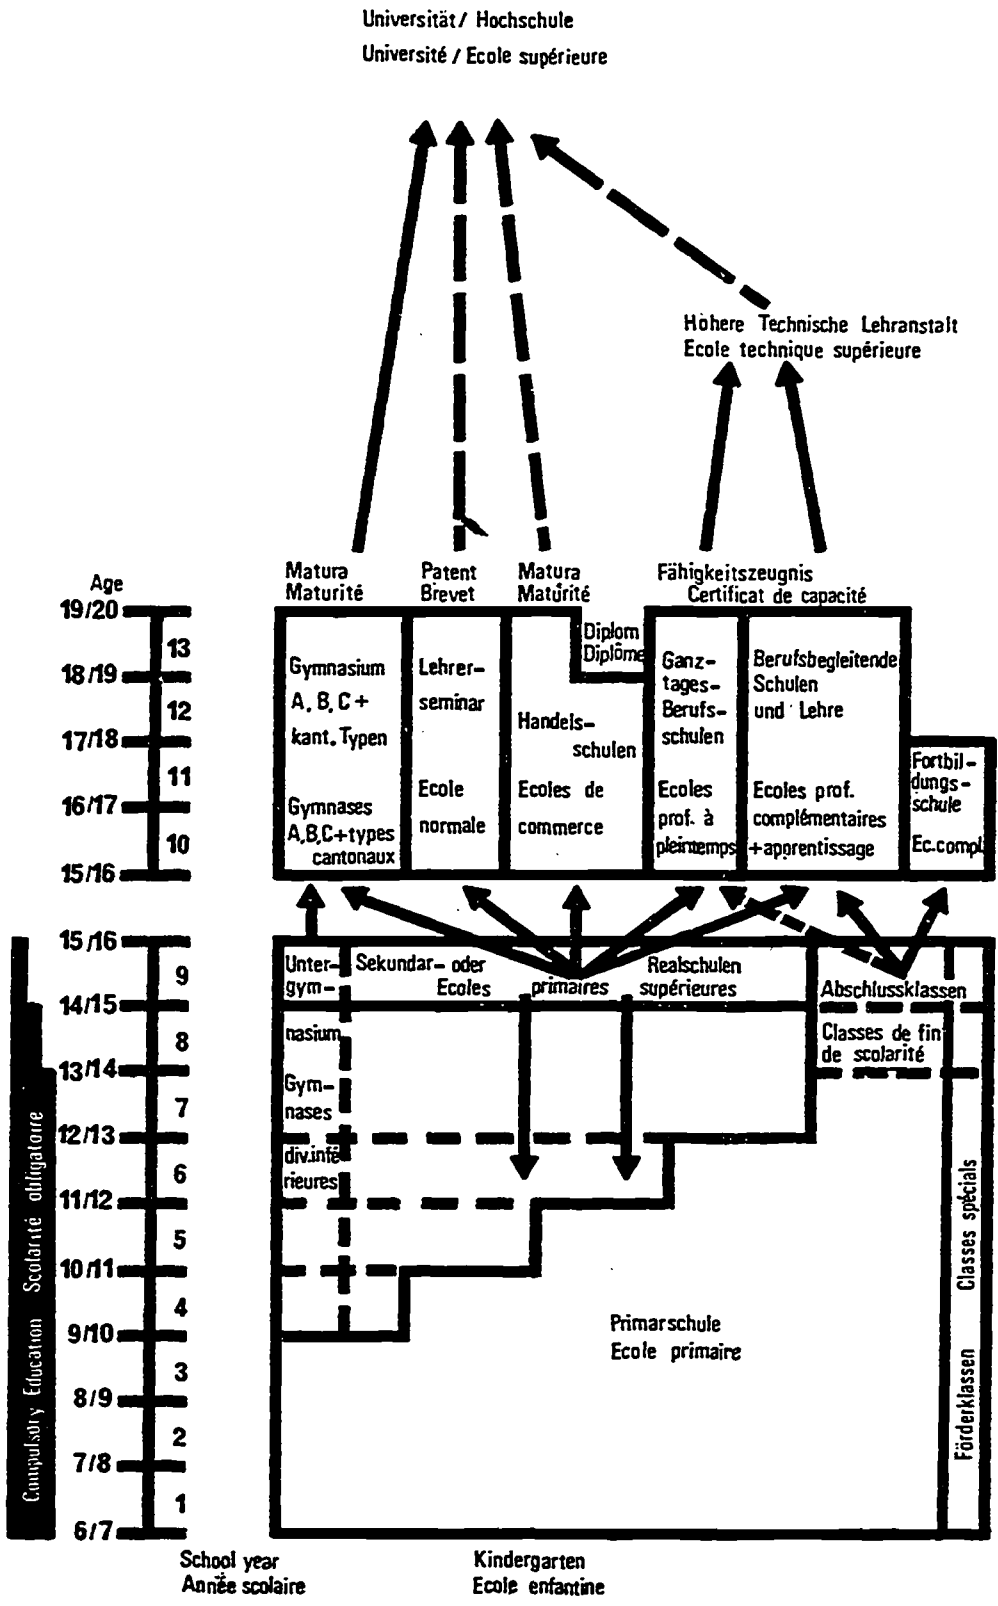 Universität/ Hochschule
Université / Ecole supérieure
Höhere Technische Lehranstalt
Ecole technique supérieure
Matura
Maturité
Patent
Brevet
Matura
Maturité
Fähigkeitszeugnis
Certificat de capacité
Age
19/20
13
18/19
12
17/18
11
16/17
10
15/16
Gymnasium
A, B, C +
kant. Typen
Gymnases
A,B,C+types
cantonaux
Lehrer-
seminar
Ecole
normale
Diplom
Diplôme
Handels-
schulen
Ecoles de
commerce
Ganz-
tages-
Berufs-
schulen
Ecoles
prof. à
pleintemps
Berufsbegleitende
Schulen
und Lehre
Ecoles prof.
complémentaires
+apprentissage
Fortbil-
dungs-
schule
Ec.compl.
15/16
9
14/15
8
13/14
7
12/13
6
11/12
5
10/11
4
9/10
3
8/9
2
7/8
1
6/7
Compulsory Education Scolarité obligatoire
Unter-
gym-
nasium
Gym-
nases
div.infé
rieures
Sekundar- oder Realschulen
Ecoles primaires supérieures
Abschlussklassen
Classes de fin
de scolarité
Primarschule
Ecole primaire
Förderklassen Classes spécials
School year
Année scolaire
Kindergarten
Ecole enfantine